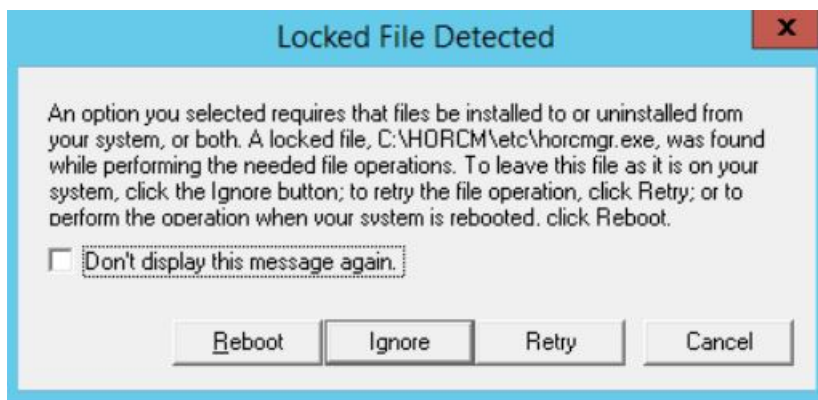 Locked File Detected
x
An option you selected requires that files be installed to or uninstalled from
your system, or both. A locked file, C:\HORCM\etc\horcmgr.exe, was found
while performing the needed file operations. To leave this file as it is on your
system, click the Ignore button; to retry the file operation, click Retry; or to
perform the operation when your system is rebooted, click Reboot.
Don't display this message again.
Reboot Ignore Retry Cancel